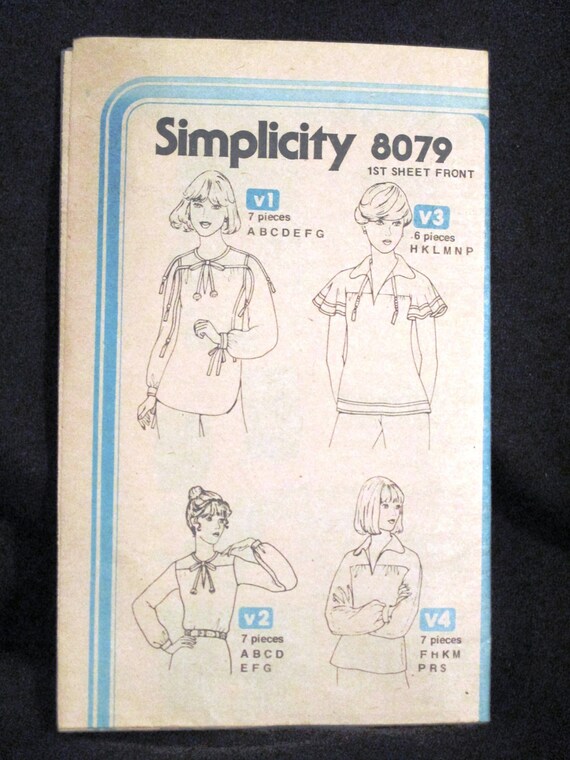 Simplicity 8079
1ST SHEET FRONT
v1
7 pieces
A B C D E F G
v3
6 pieces
H K L M N P
v2
7 pieces
A B C D
E F G
v4
7 pieces
F H K M
P R S